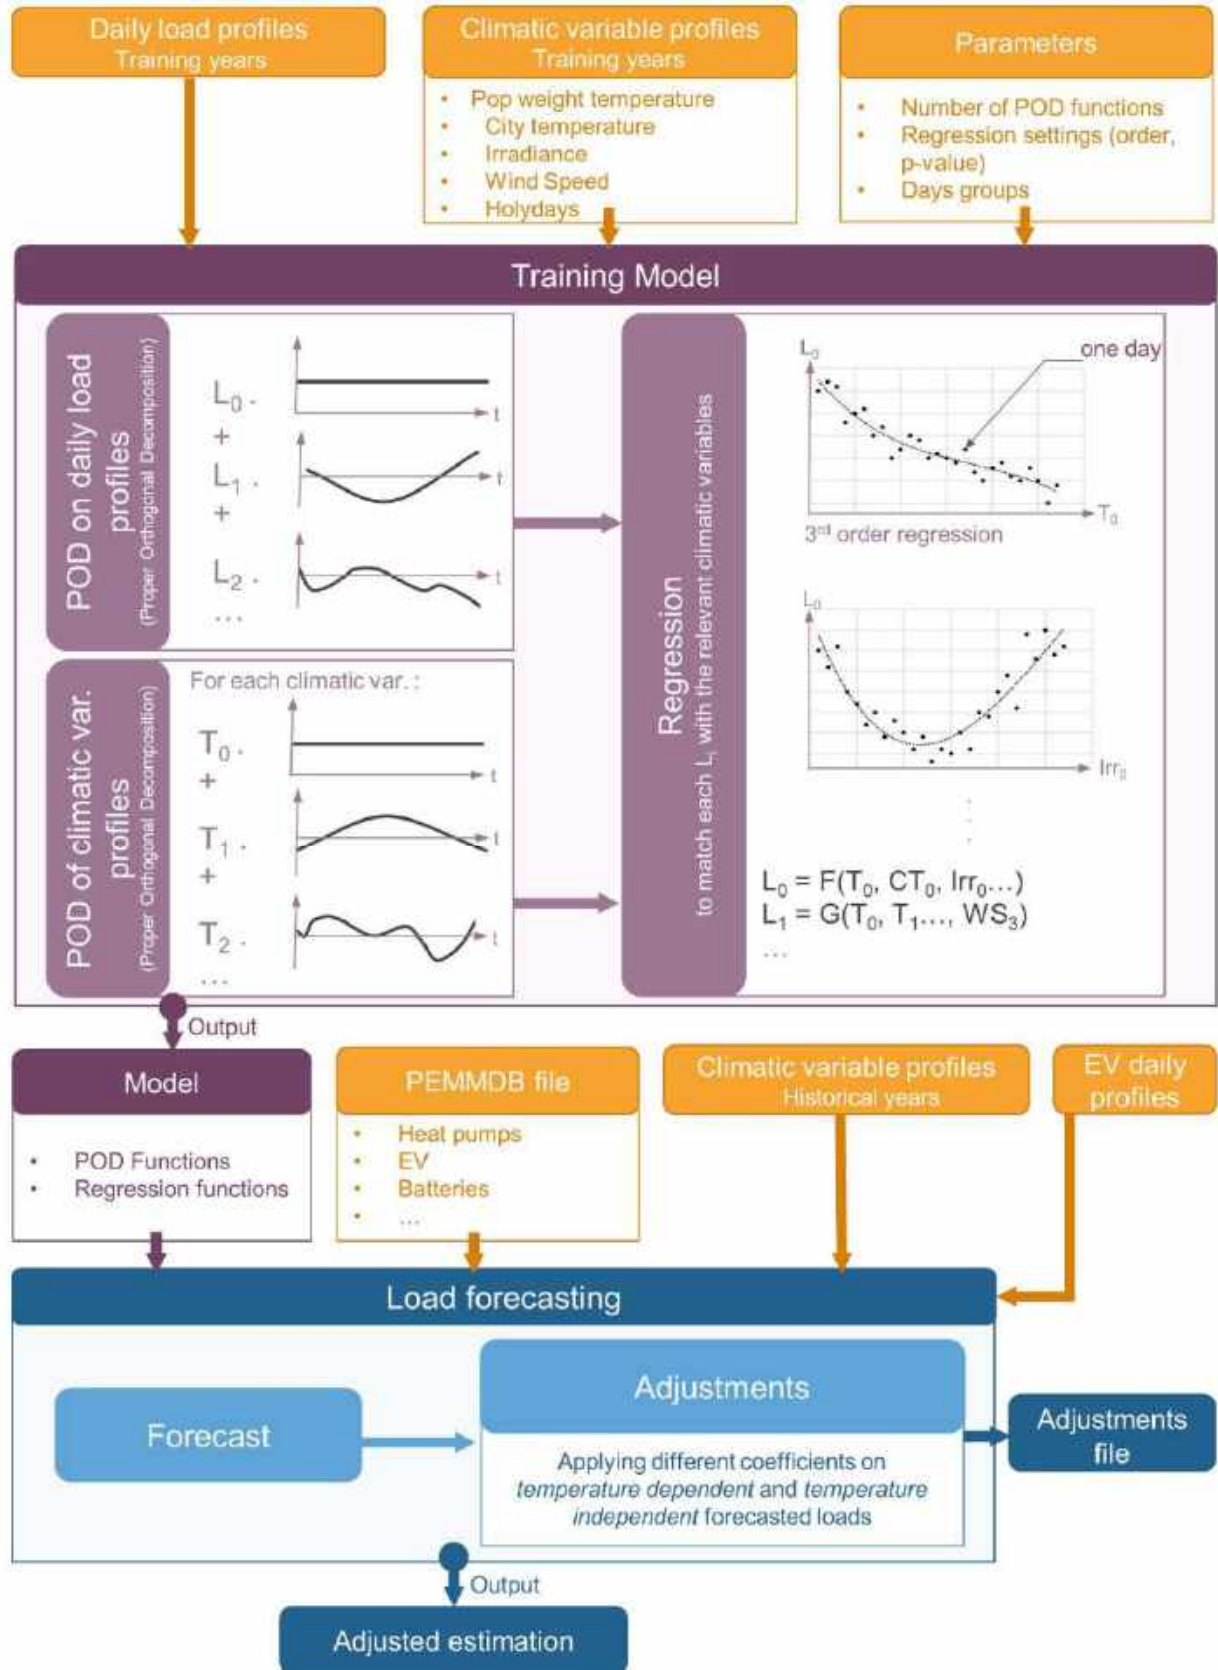 Daily load profiles
Training years
Climatic variable profiles
Training years
• Pop weight temperature
• City temperature
• Irradiance
• Wind Speed
• Holydays
Parameters
• Number of POD functions
• Regression settings (order,
p-value)
• Days groups
Training Model
POD on daily load
profiles
(Proper Orthogonal Decomposition)
L₀ .
t
+
L₁ .
t
+
L₂ .
t
...
POD of climatic var.
profiles
(Proper Orthogonal Decomposition)
For each climatic var. :
T₀ .
t
+
T₁ .
t
+
T₂ .
t
...
Regression
to match each Lᵢ with the relevant climatic variables
L₀
one day
T₀
3rd order regression
L₀
Irr₀
L₀ = F(T₀, CT₀, Irr₀...)
L₁ = G(T₀, T₁..., WS₃)
...
Output
Model
• POD Functions
• Regression functions
PEMMDB file
• Heat pumps
• EV
• Batteries
• ...
Climatic variable profiles
Historical years
EV daily
profiles
Load forecasting
Forecast
Adjustments
Applying different coefficients on
temperature dependent and temperature
independent forecasted loads
Adjustments
file
Output
Adjusted estimation